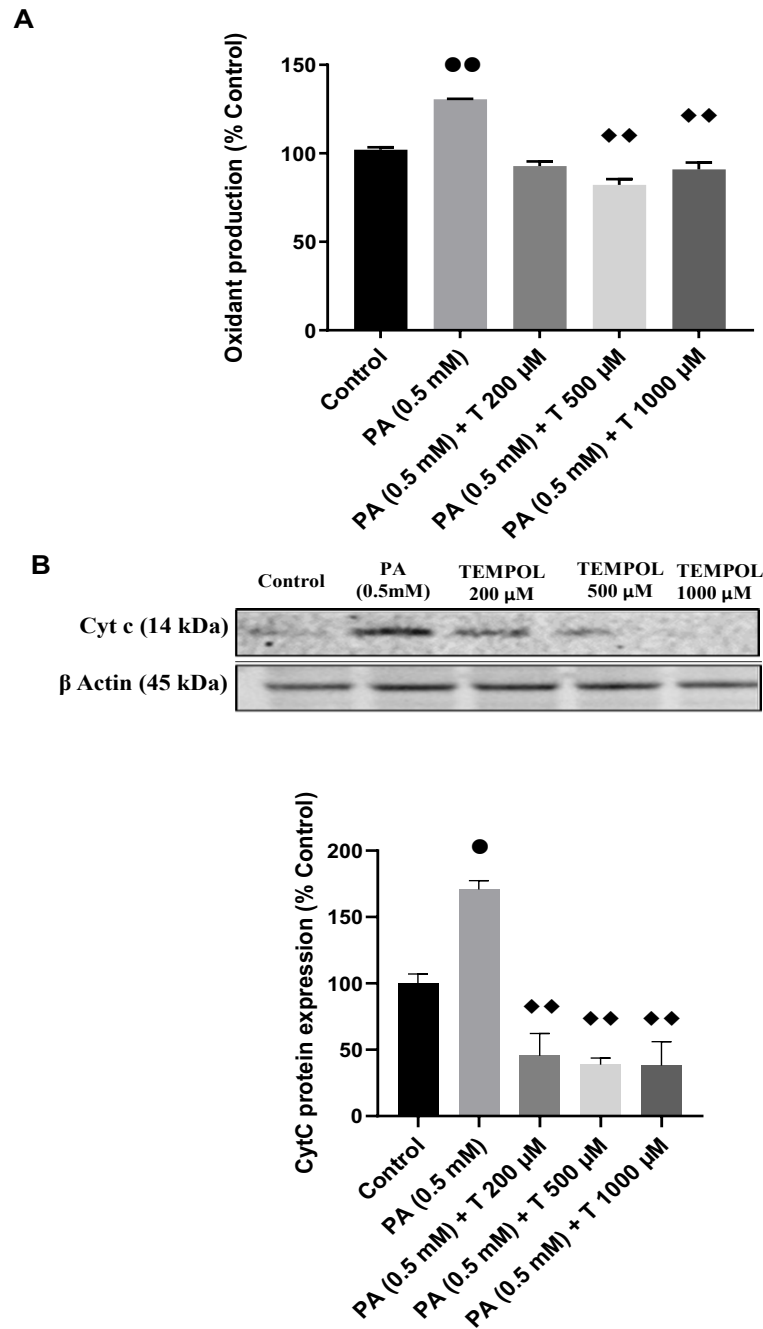 A
Oxidant production (% Control)
150
100
50
0
Control
PA (0.5 mM)
PA (0.5 mM) + T 200 µM
PA (0.5 mM) + T 500 µM
PA (0.5 mM) + T 1000 µM
B
Control
PA
(0.5mM)
TEMPOL
200 µM
TEMPOL
500 µM
TEMPOL
1000 µM
Cyt c (14 kDa)
β Actin (45 kDa)
CytC protein expression (% Control)
200
150
100
50
0
Control
PA (0.5 mM)
PA (0.5 mM) + T 200 µM
PA (0.5 mM) + T 500 µM
PA (0.5 mM) + T 1000 µM